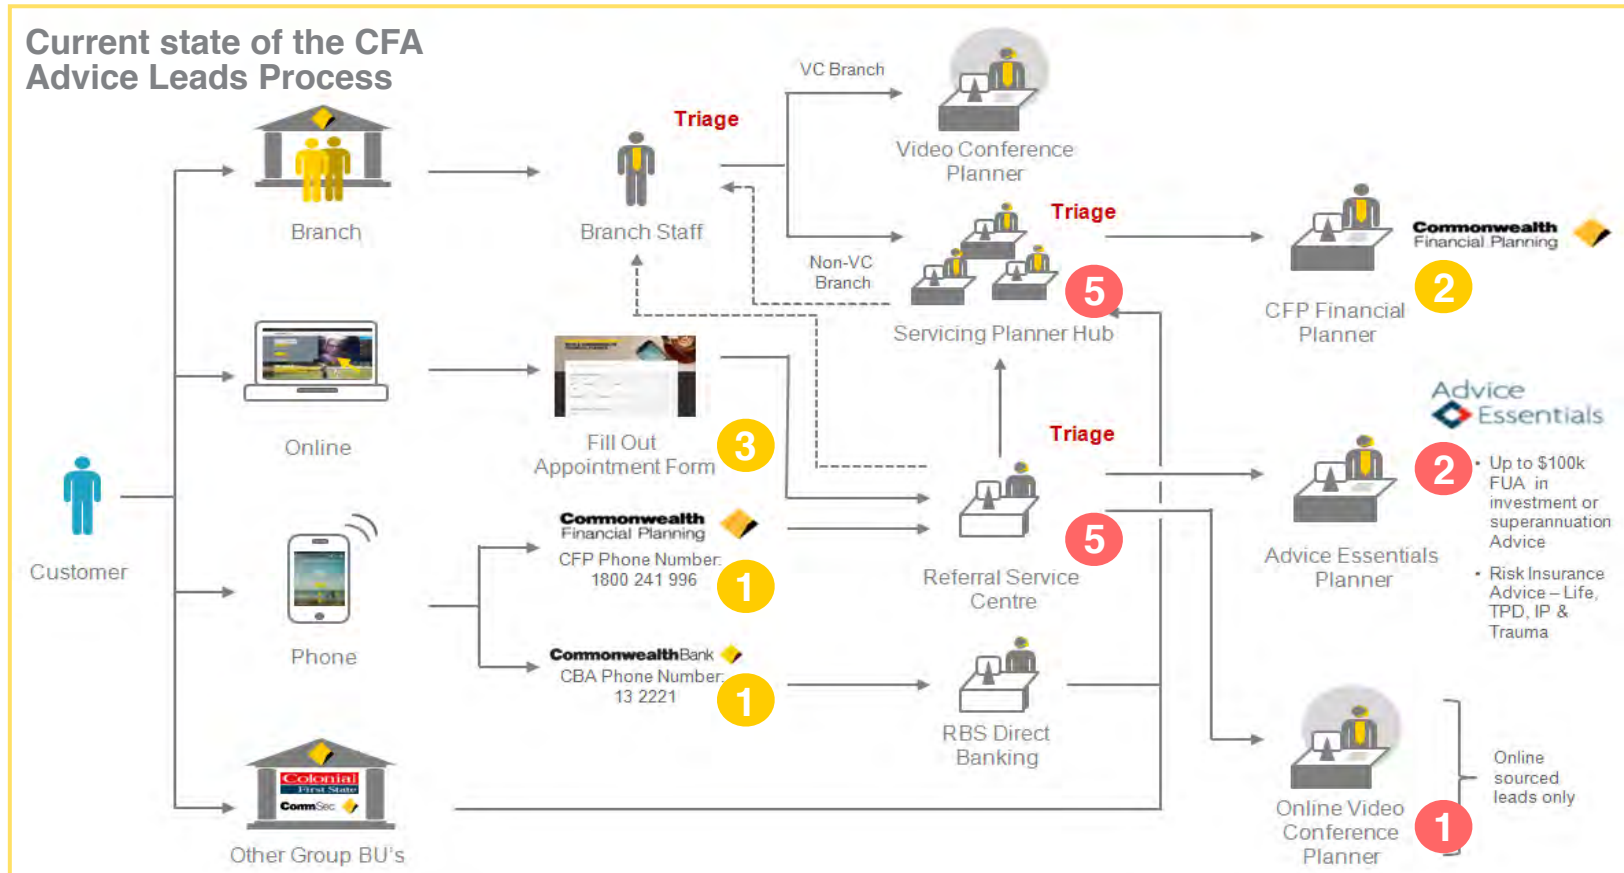 Current state of the CFA
Advice Leads Process
Customer
Branch
Online
Phone
Colonial
First State
CommSec
Other Group BU's
Branch Staff
Triage
VC Branch
Non-VC
Branch
Video Conference
Planner
Servicing Planner Hub
5
Triage
CFP Financial
Planner
Commonwealth
Financial Planning
2
Fill Out
Appointment Form
3
Commonwealth
Financial Planning
CFP Phone Number:
1800 241 996
1
CommonwealthBank
CBA Phone Number:
13 2221
1
Referral Service
Centre
5
Triage
RBS Direct
Banking
Advice
Essentials
2
Advice Essentials
Planner
• Up to $100k
FUA in
investment or
superannuation
Advice
• Risk Insurance
Advice – Life,
TPD, IP &
Trauma
Online Video
Conference
Planner
1
Online
sourced
leads only